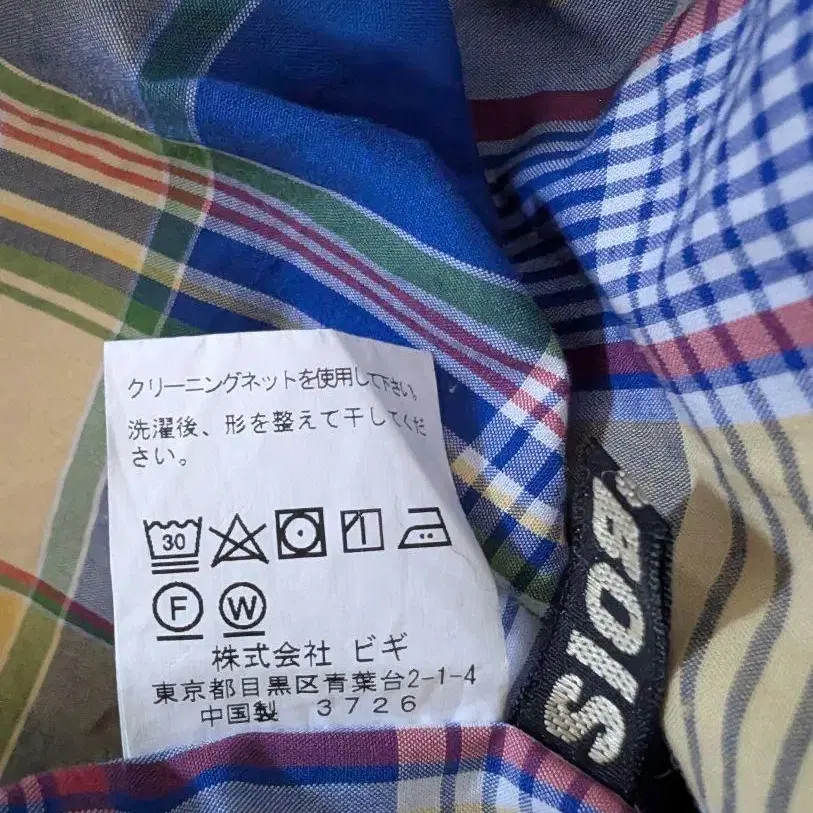 クリーニングネットを使用して下さい。
洗濯後、形を整えて干してくだ
さい。
30
F W
株式会社 ビギ
東京都目黒区青葉台2-1-4
中国製 3726
BOIS